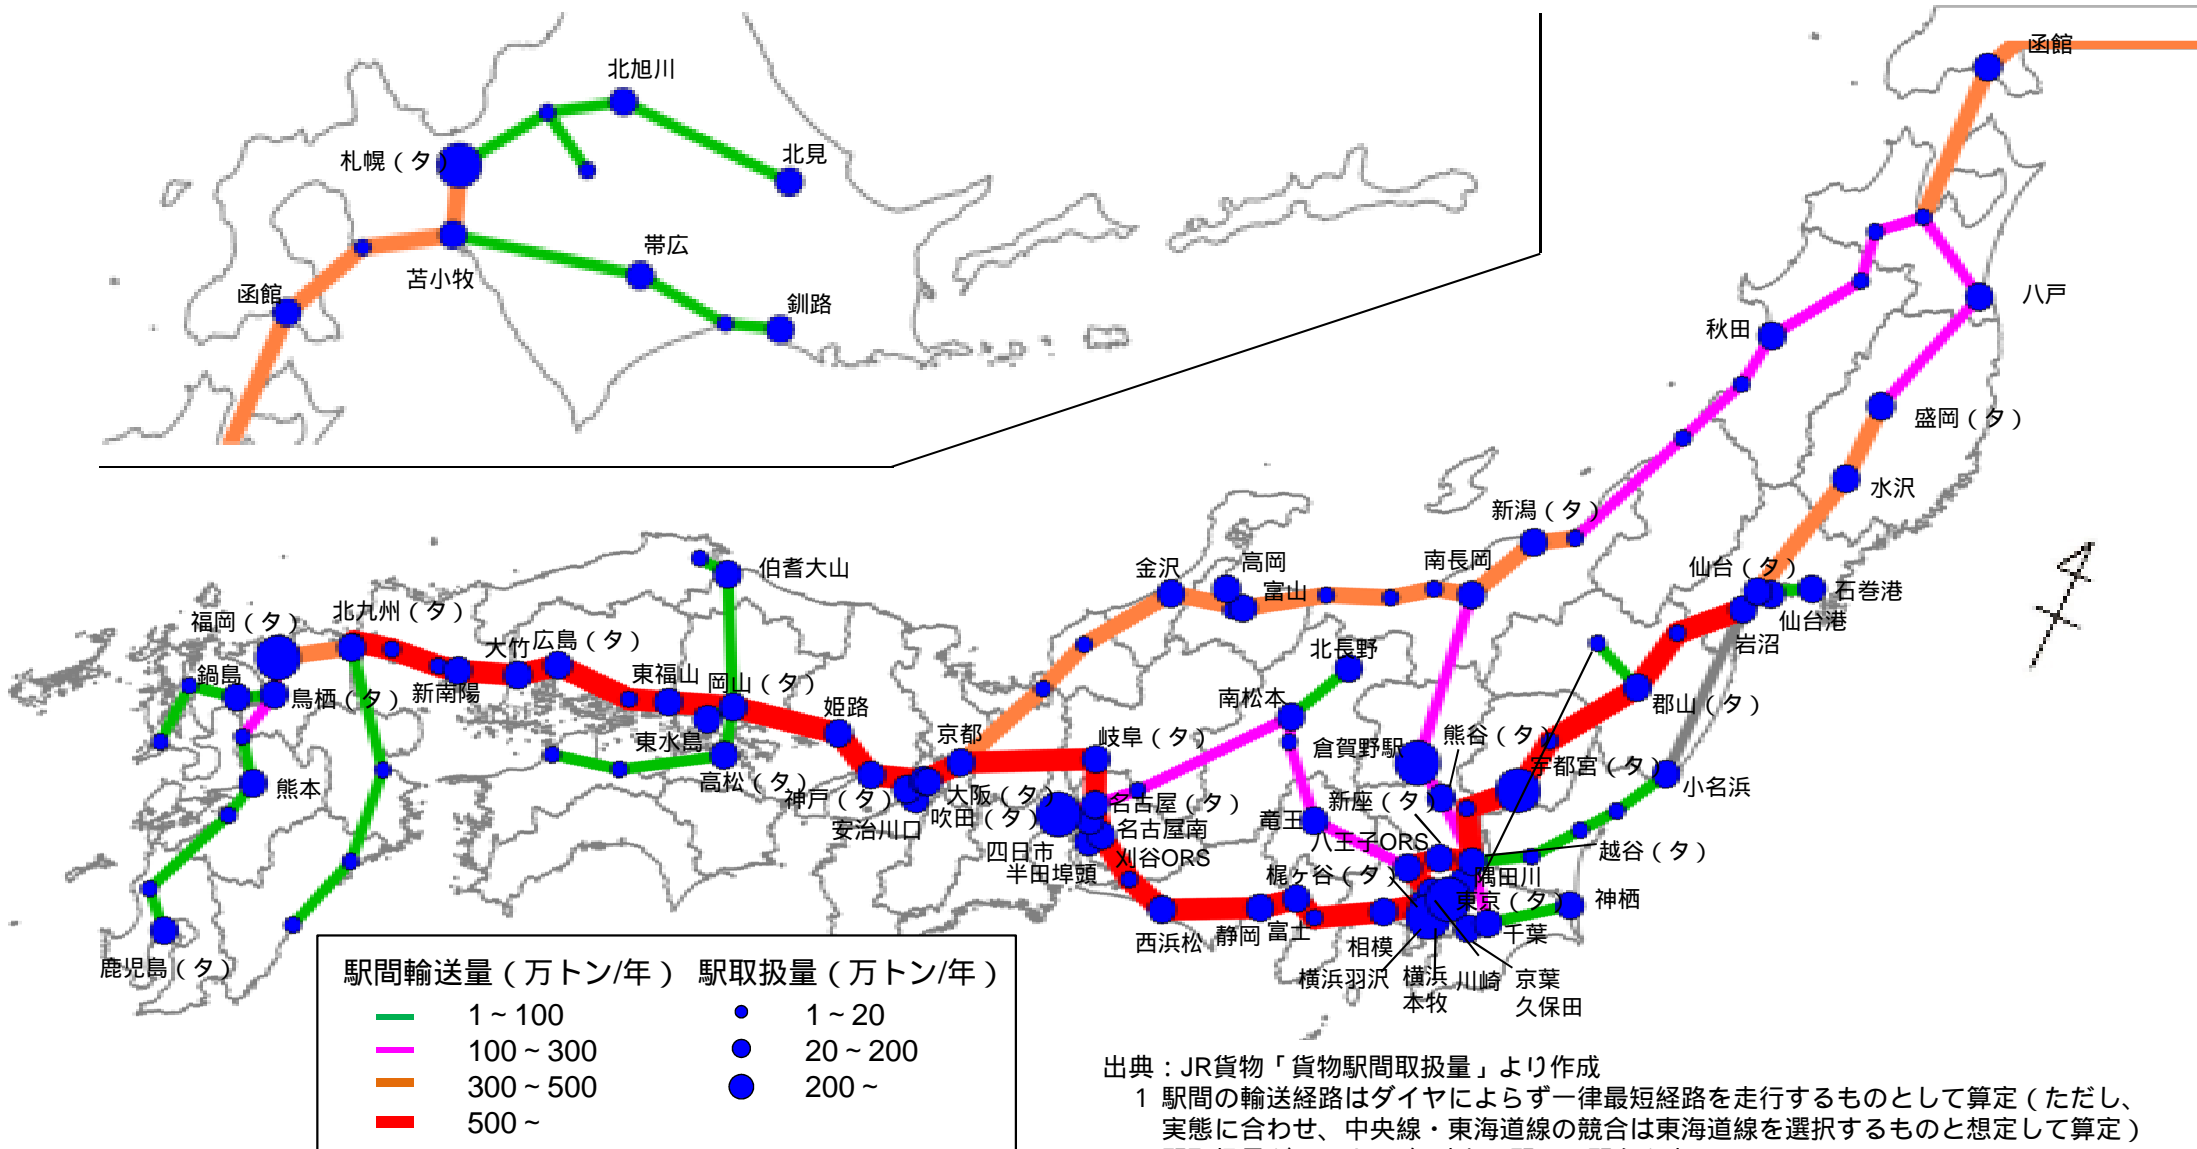 北旭川
札幌（タ）
北見
帯広
苫小牧
函館
釧路
函館
八戸
秋田
盛岡（タ）
水沢
新潟（タ）
南長岡
金沢
高岡
富山
仙台（タ）
石巻港
仙台港
岩沼
伯耆大山
北九州（タ）
福岡（タ）
大竹
広島（タ）
鍋島
鳥栖（タ）
新南陽
東福山
岡山（タ）
姫路
京都
東水島
高松（タ）
神戸（タ）
大阪（タ）
吹田（タ）
安治川口
岐阜（タ）
名古屋（タ）
名古屋南
刈谷ORS
四日市
半田埠頭
北長野
南松本
竜王
倉賀野駅
熊谷（タ）
宇都宮（タ）
郡山（タ）
小名浜
新座（タ）
八王子ORS
越谷（タ）
梶ヶ谷（タ）
隅田川
東京（タ）
神栖
千葉
熊本
鹿児島（タ）
西浜松
静岡
富士
相模
横浜羽沢
横浜
本牧
川崎
京葉
久保田
駅間輸送量（万トン/年） 駅取扱量（万トン/年）
1～100 1～20
100～300 20～200
300～500 200～
500～
出典：JR貨物「貨物駅間取扱量」より作成
1 駅間の輸送経路はダイヤによらず一律最短経路を走行するものとして算定（ただし、
実態に合わせ、中央線・東海道線の競合は東海道線を選択するものと想定して算定）